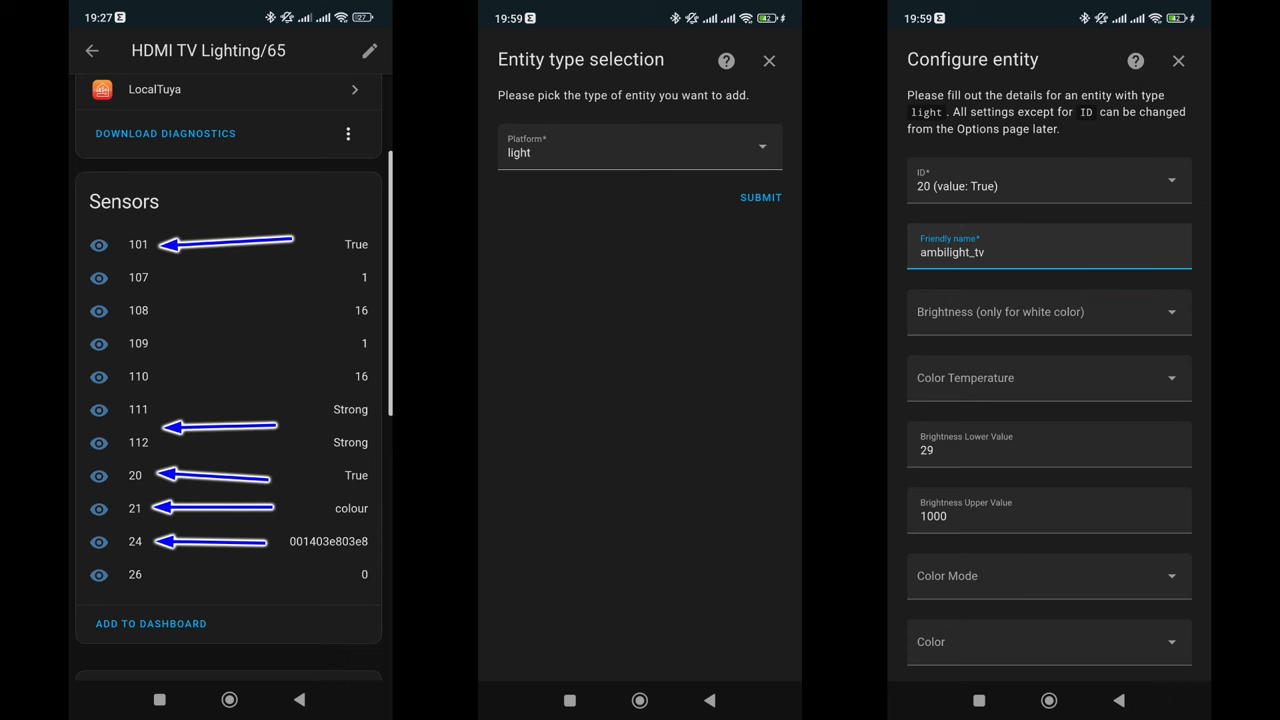 19:27
27
HDMI TV Lighting/65
LocalTuya
DOWNLOAD DIAGNOSTICS
Sensors
101 True
107 1
108 16
109 1
110 16
111 Strong
112 Strong
20 True
21 colour
24 001403e803e8
26 0
ADD TO DASHBOARD
19:59
42
Entity type selection
Please pick the type of entity you want to add.
Platform*
light
SUBMIT
19:59
42
Configure entity
Please fill out the details for an entity with type
light. All settings except for ID can be changed
from the Options page later.
ID*
20 (value: True)
Friendly name*
ambilight_tv
Brightness (only for white color)
Color Temperature
Brightness Lower Value
29
Brightness Upper Value
1000
Color Mode
Color